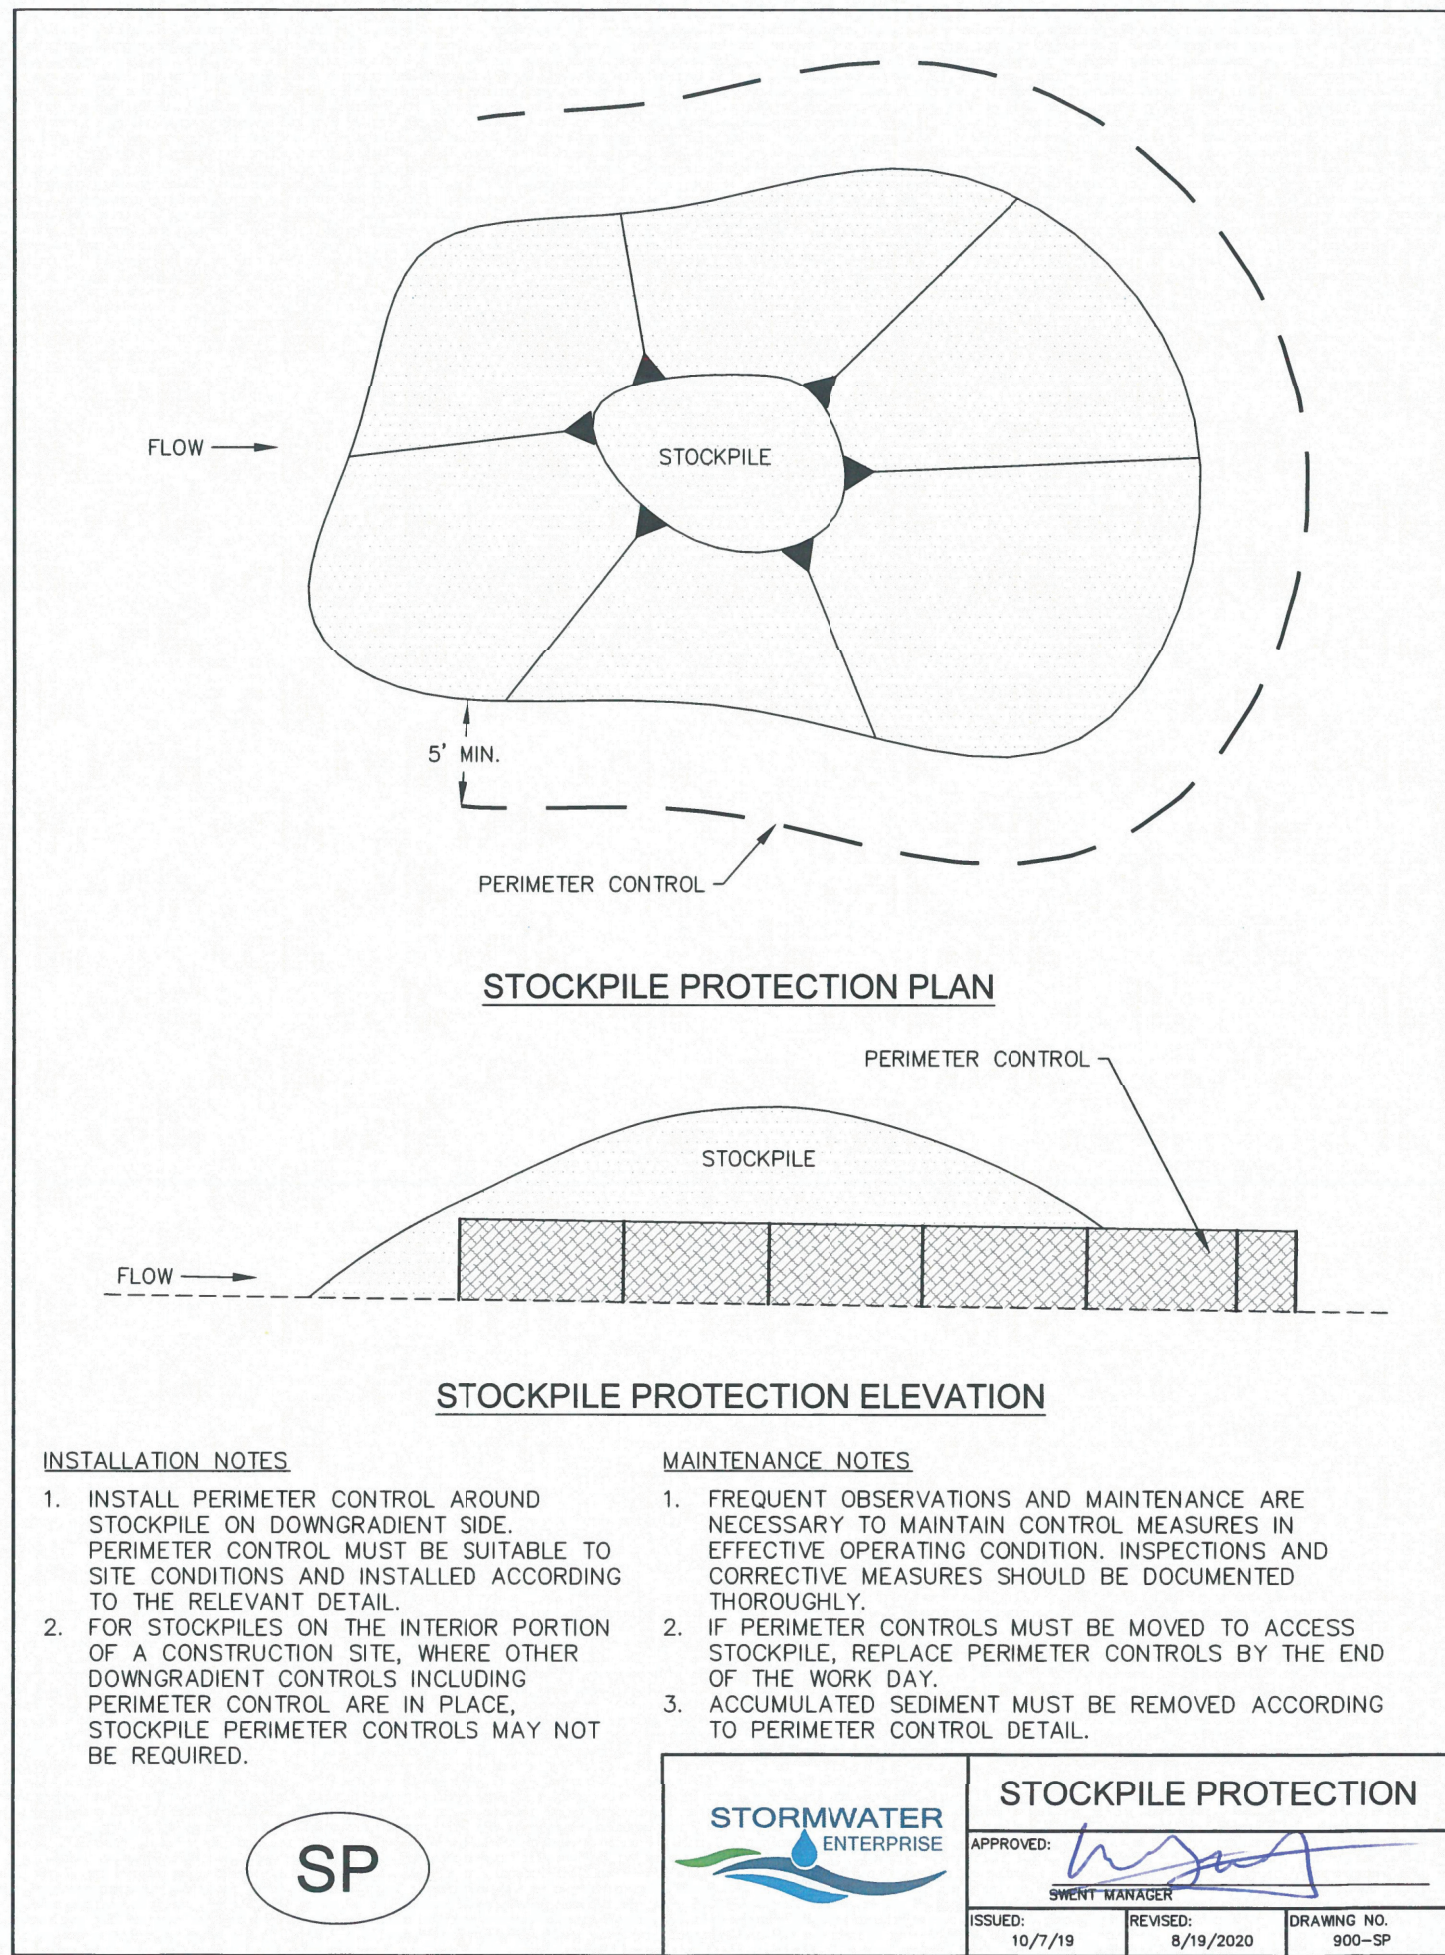 FLOW
STOCKPILE
5' MIN.
PERIMETER CONTROL
STOCKPILE PROTECTION PLAN
PERIMETER CONTROL
STOCKPILE
FLOW
STOCKPILE PROTECTION ELEVATION
INSTALLATION NOTES
1. INSTALL PERIMETER CONTROL AROUND
STOCKPILE ON DOWNGRADIENT SIDE.
PERIMETER CONTROL MUST BE SUITABLE TO
SITE CONDITIONS AND INSTALLED ACCORDING
TO THE RELEVANT DETAIL.
2. FOR STOCKPILES ON THE INTERIOR PORTION
OF A CONSTRUCTION SITE, WHERE OTHER
DOWNGRADIENT CONTROLS INCLUDING
PERIMETER CONTROL ARE IN PLACE,
STOCKPILE PERIMETER CONTROLS MAY NOT
BE REQUIRED.
MAINTENANCE NOTES
1. FREQUENT OBSERVATIONS AND MAINTENANCE ARE
NECESSARY TO MAINTAIN CONTROL MEASURES IN
EFFECTIVE OPERATING CONDITION. INSPECTIONS AND
CORRECTIVE MEASURES SHOULD BE DOCUMENTED
THOROUGHLY.
2. IF PERIMETER CONTROLS MUST BE MOVED TO ACCESS
STOCKPILE, REPLACE PERIMETER CONTROLS BY THE END
OF THE WORK DAY.
3. ACCUMULATED SEDIMENT MUST BE REMOVED ACCORDING
TO PERIMETER CONTROL DETAIL.
SP
STORMWATER
ENTERPRISE
STOCKPILE PROTECTION
APPROVED:
SWENT MANAGER
ISSUED:
10/7/19
REVISED:
8/19/2020
DRAWING NO.
900-SP